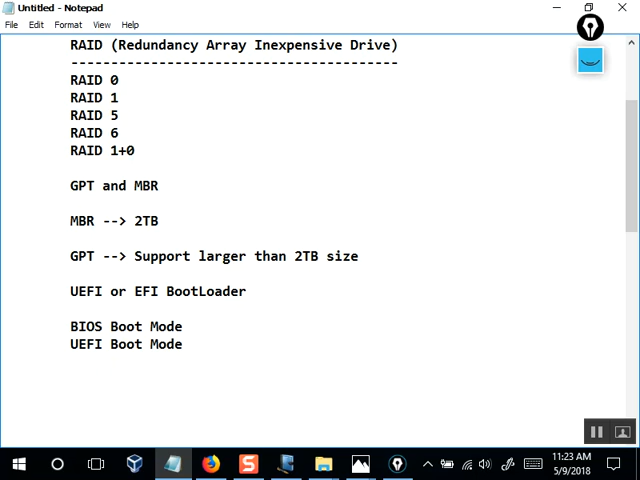 Untitled - Notepad
File Edit Format View Help
RAID (Redundancy Array Inexpensive Drive)
-----------------------------------------
RAID 0
RAID 1
RAID 5
RAID 6
RAID 1+0
GPT and MBR
MBR --> 2TB
GPT --> Support larger than 2TB size
UEFI or EFI BootLoader
BIOS Boot Mode
UEFI Boot Mode
11:23 AM
5/9/2018